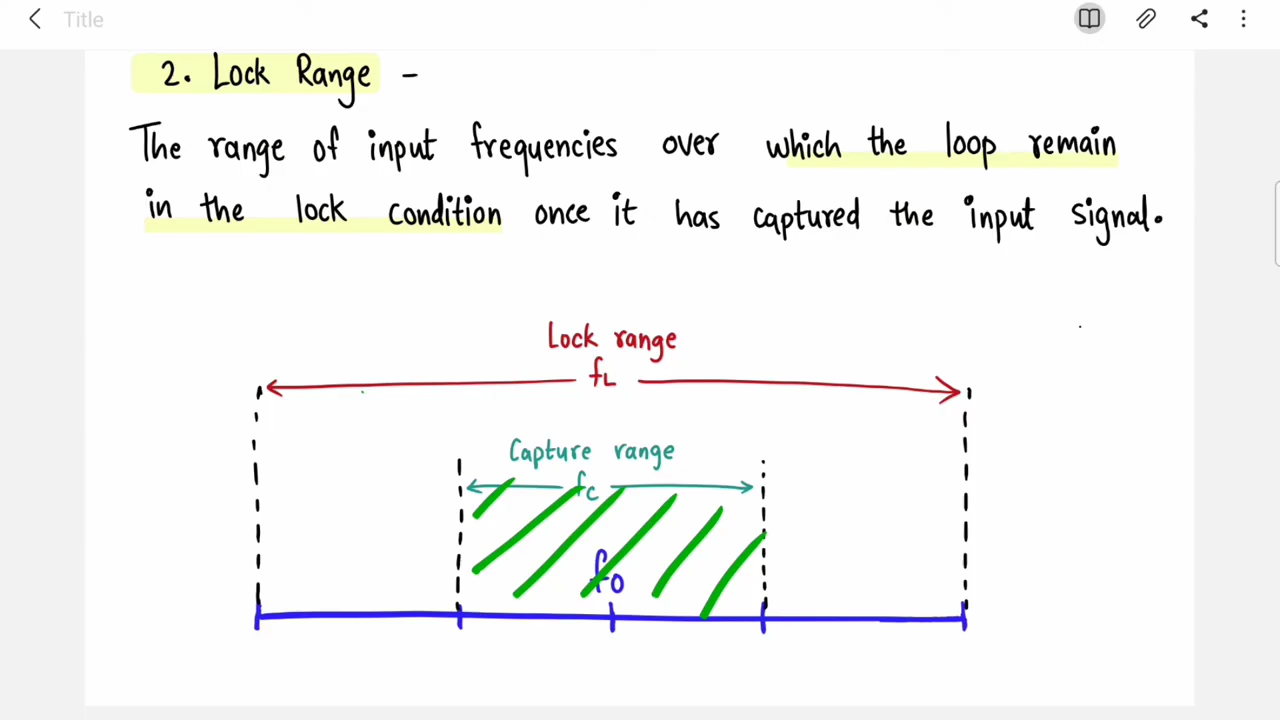 Title
2. Lock Range -
The range of input frequencies over which the loop remain
in the lock condition once it has captured the input signal.
Lock range
fL
Capture range
fc
fo